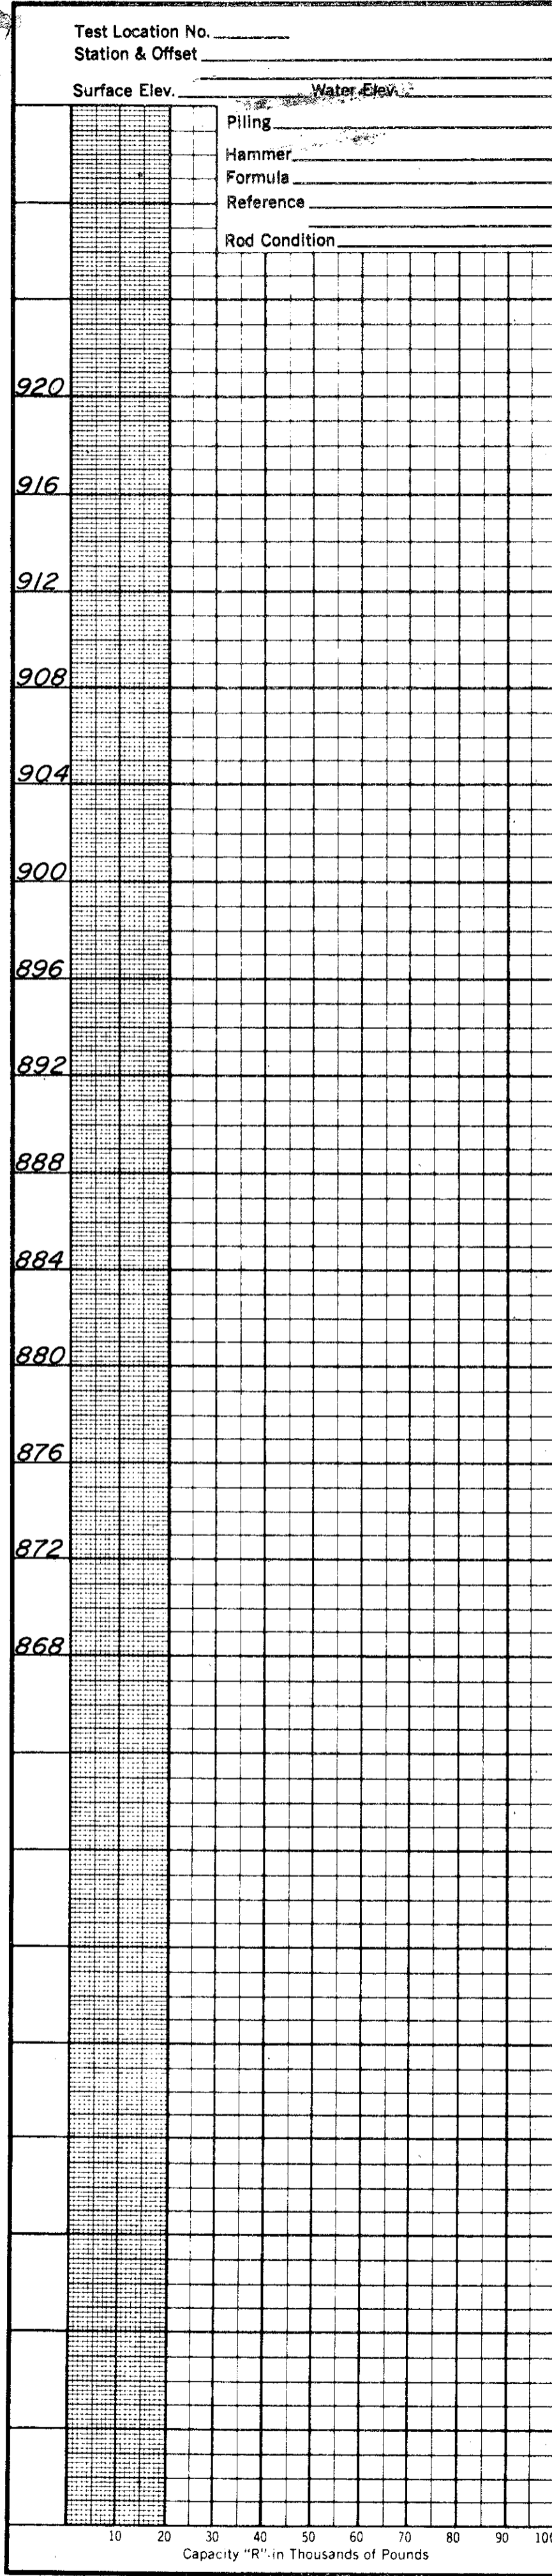 Test Location No.
Station & Offset
Surface Elev. Water Elev.
Piling
Hammer
Formula
Reference
Rod Condition
920
916
912
908
904
900
896
892
888
884
880
876
872
868
10 20 30 40 50 60 70 80 90 100
Capacity "R"-in Thousands of Pounds